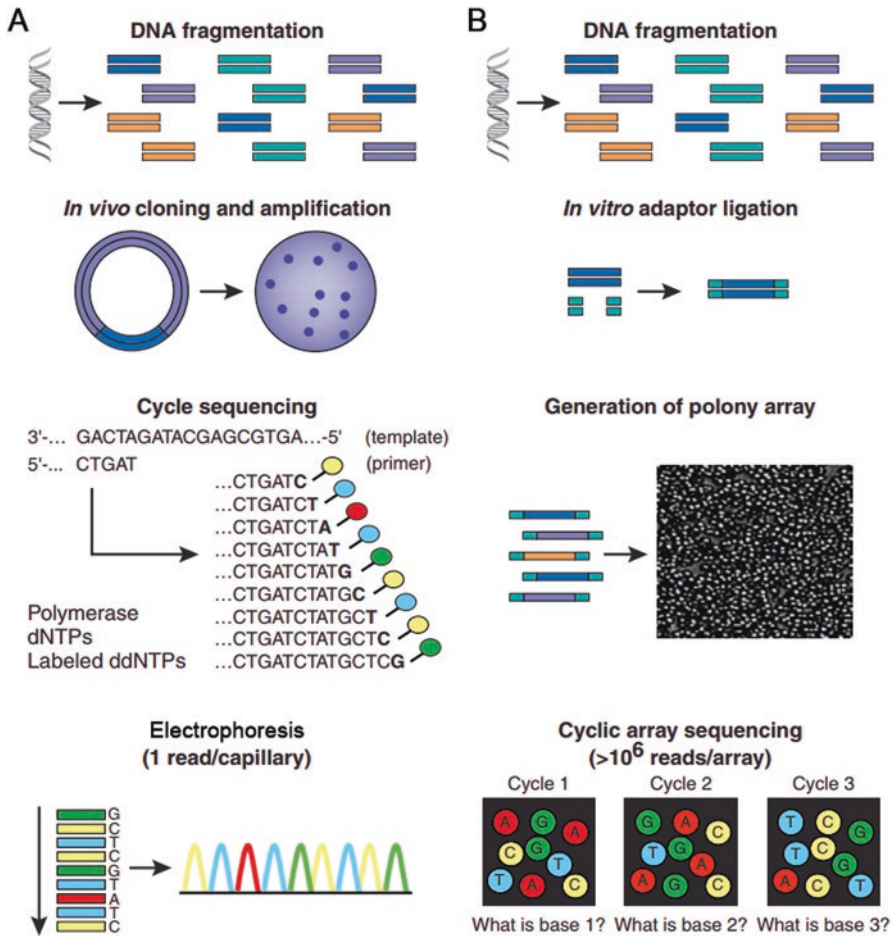 A
DNA fragmentation
In vivo cloning and amplification
Cycle sequencing
3'-... GACTAGATACGAGCGTGA...-5' (template)
5'-... CTGAT (primer)
...CTGATC
...CTGATCT
...CTGATCTA
...CTGATCTAT
...CTGATCTATG
...CTGATCTATGC
...CTGATCTATGCT
...CTGATCTATGCTC
...CTGATCTATGCTCG
Polymerase
dNTPs
Labeled ddNTPs
Electrophoresis
(1 read/capillary)
G
C
T
C
G
T
A
T
C
B
DNA fragmentation
In vitro adaptor ligation
Generation of polony array
Cyclic array sequencing
(>10⁶ reads/array)
Cycle 1 Cycle 2 Cycle 3
A G A
C G T
T A C
G A C
T G A
A G C
T C G
T C G
A C T
What is base 1? What is base 2? What is base 3?